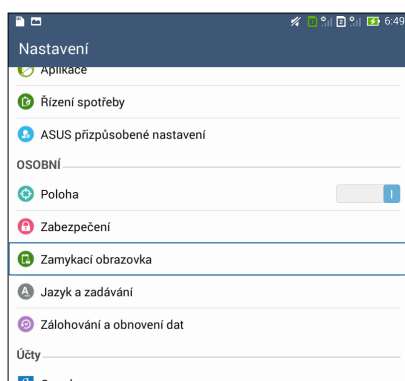 6:49
Nastavení
Aplikace
Řízení spotřeby
ASUS přizpůsobené nastavení
OSOBNÍ
Poloha
Zabezpečení
Zamykací obrazovka
Jazyk a zadávání
Zálohování a obnovení dat
Účty